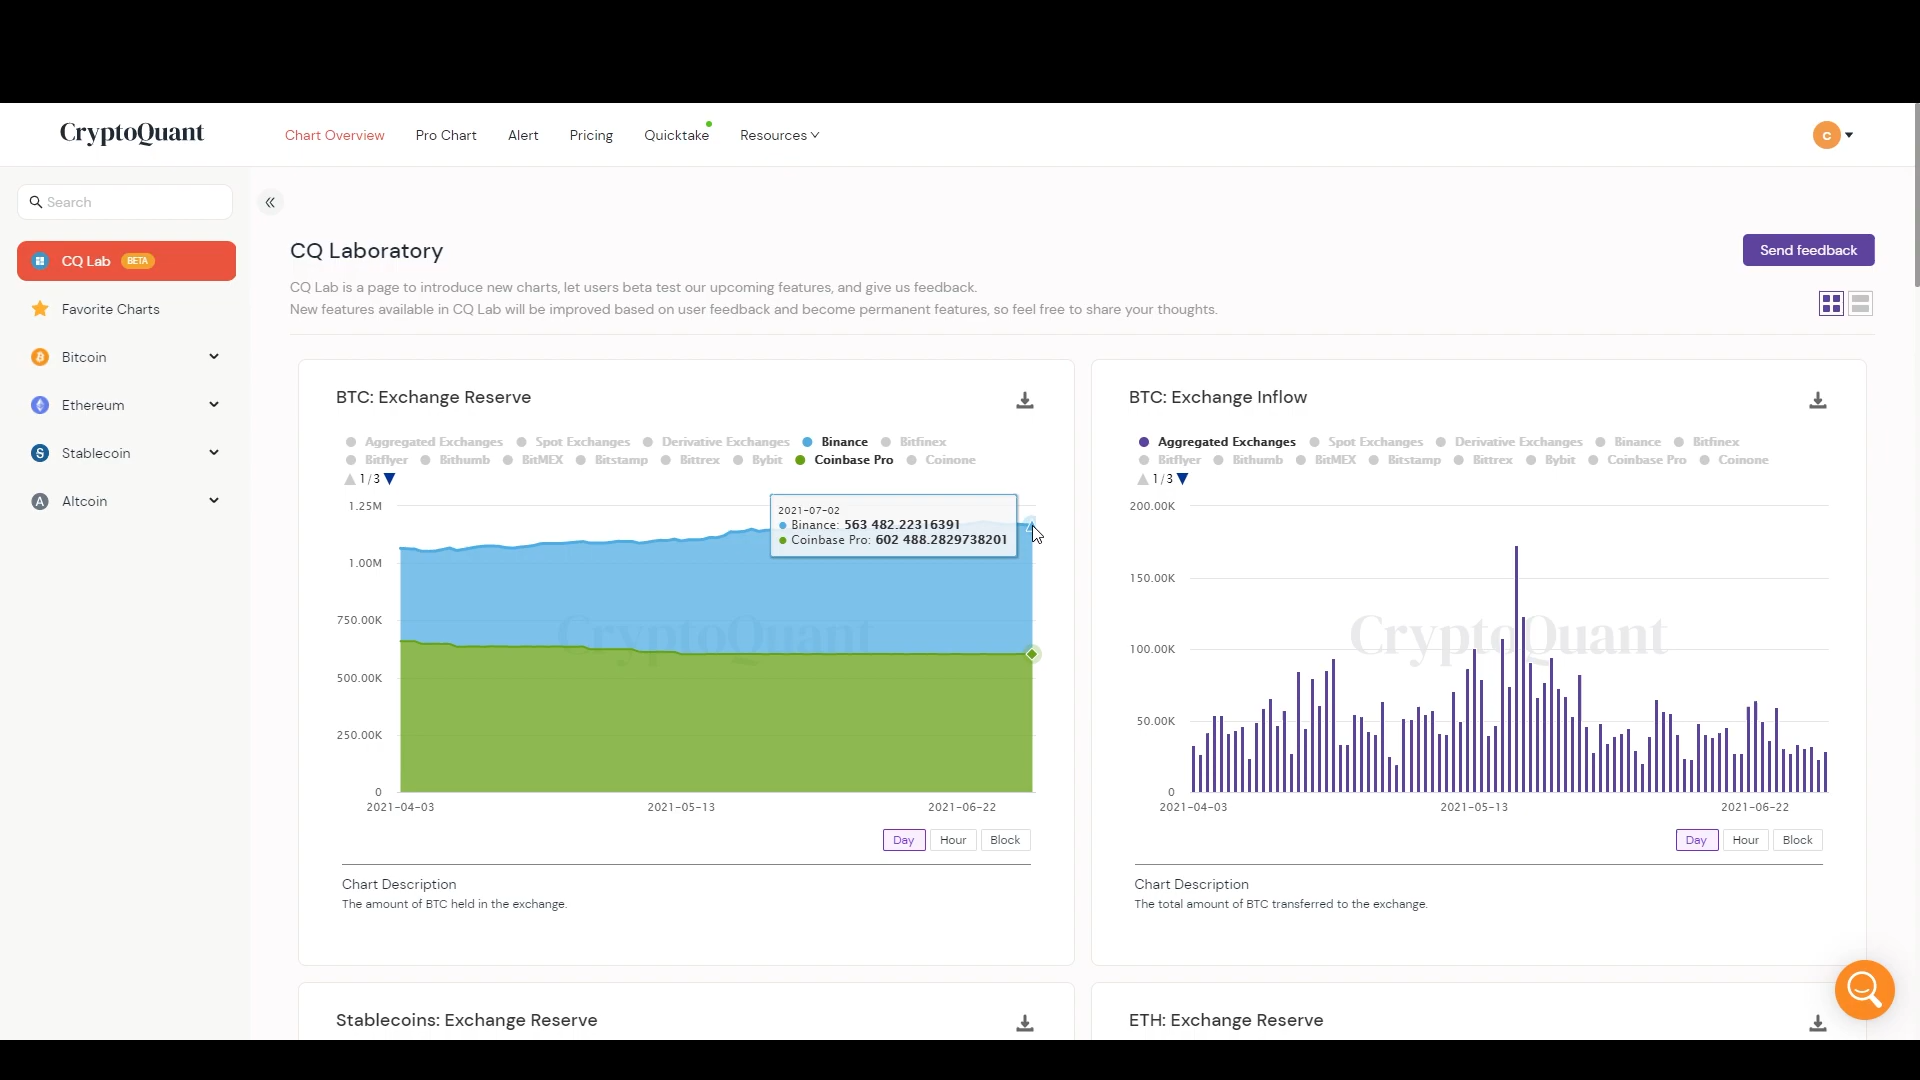 CryptoQuant
Chart Overview Pro Chart Alert Pricing Quicktake Resources
C
Search
CQ Lab BETA
Favorite Charts
Bitcoin
Ethereum
Stablecoin
Altcoin
CQ Laboratory
Send feedback
CQ Lab is a page to introduce new charts, let users beta test our upcoming features, and give us feedback.
New features available in CQ Lab will be improved based on user feedback and become permanent features, so feel free to share your thoughts.
BTC: Exchange Reserve
Aggregated Exchanges Spot Exchanges Derivative Exchanges Binance Bitfinex
Bitflyer Bithumb BitMEX Bitstamp Bittrex Bybit Coinbase Pro Coinone
1/3
1.25M
1.00M
750.00K
500.00K
250.00K
0
2021-07-02
Binance: 563 482.22316391
Coinbase Pro: 602 488.2829738201
CryptoQuant
2021-04-03 2021-05-13 2021-06-22
Day Hour Block
Chart Description
The amount of BTC held in the exchange.
BTC: Exchange Inflow
Aggregated Exchanges Spot Exchanges Derivative Exchanges Binance Bitfinex
Bitflyer Bithumb BitMEX Bitstamp Bittrex Bybit Coinbase Pro Coinone
1/3
200.00K
150.00K
100.00K
50.00K
0
CryptoQuant
2021-04-03 2021-05-13 2021-06-22
Day Hour Block
Chart Description
The total amount of BTC transferred to the exchange.
Stablecoins: Exchange Reserve
ETH: Exchange Reserve